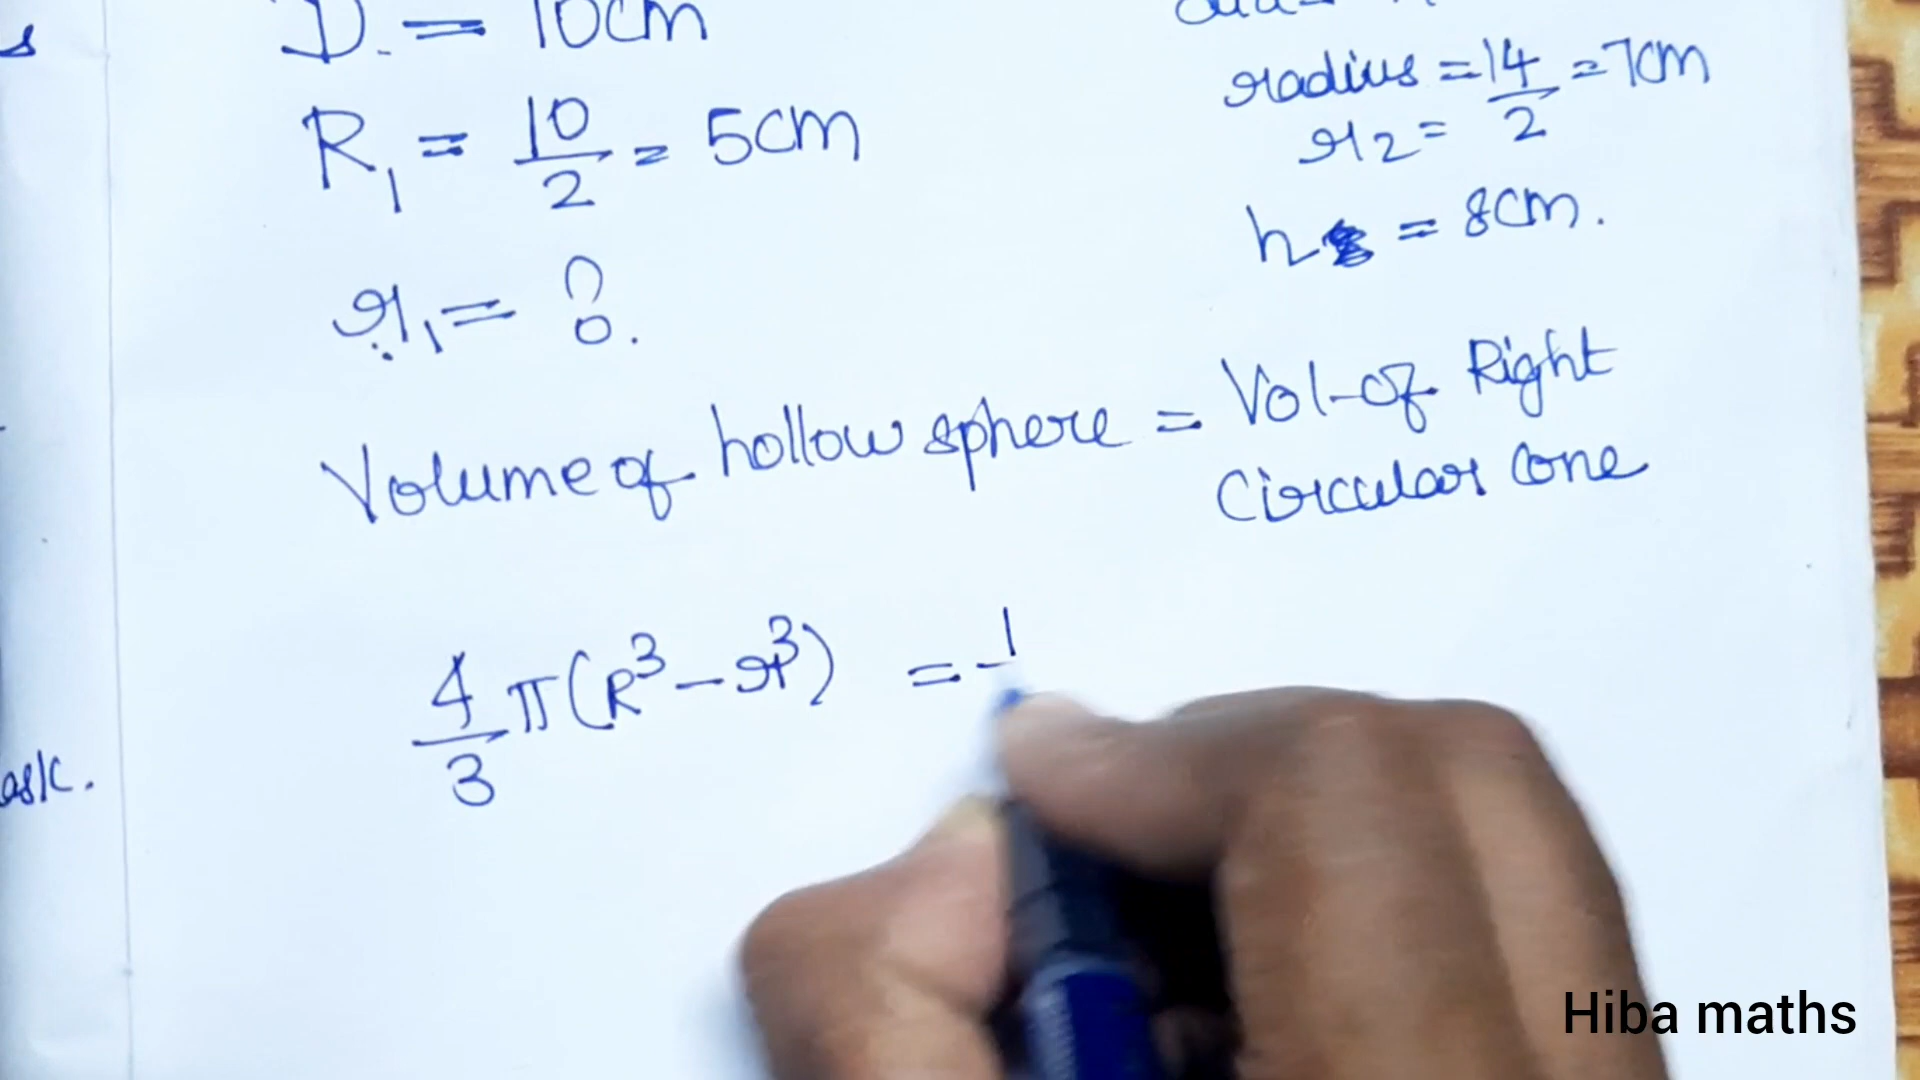 D. = 10cm
R₁ = 10/2 = 5cm
r₁ = ?
radius = 14/2 = 7cm
r₂ =
h = 8cm.
Volume of hollow sphere = Vol-of Right
Circular cone
4/3 π(R³ - r³) = 1
ask.
Hiba maths